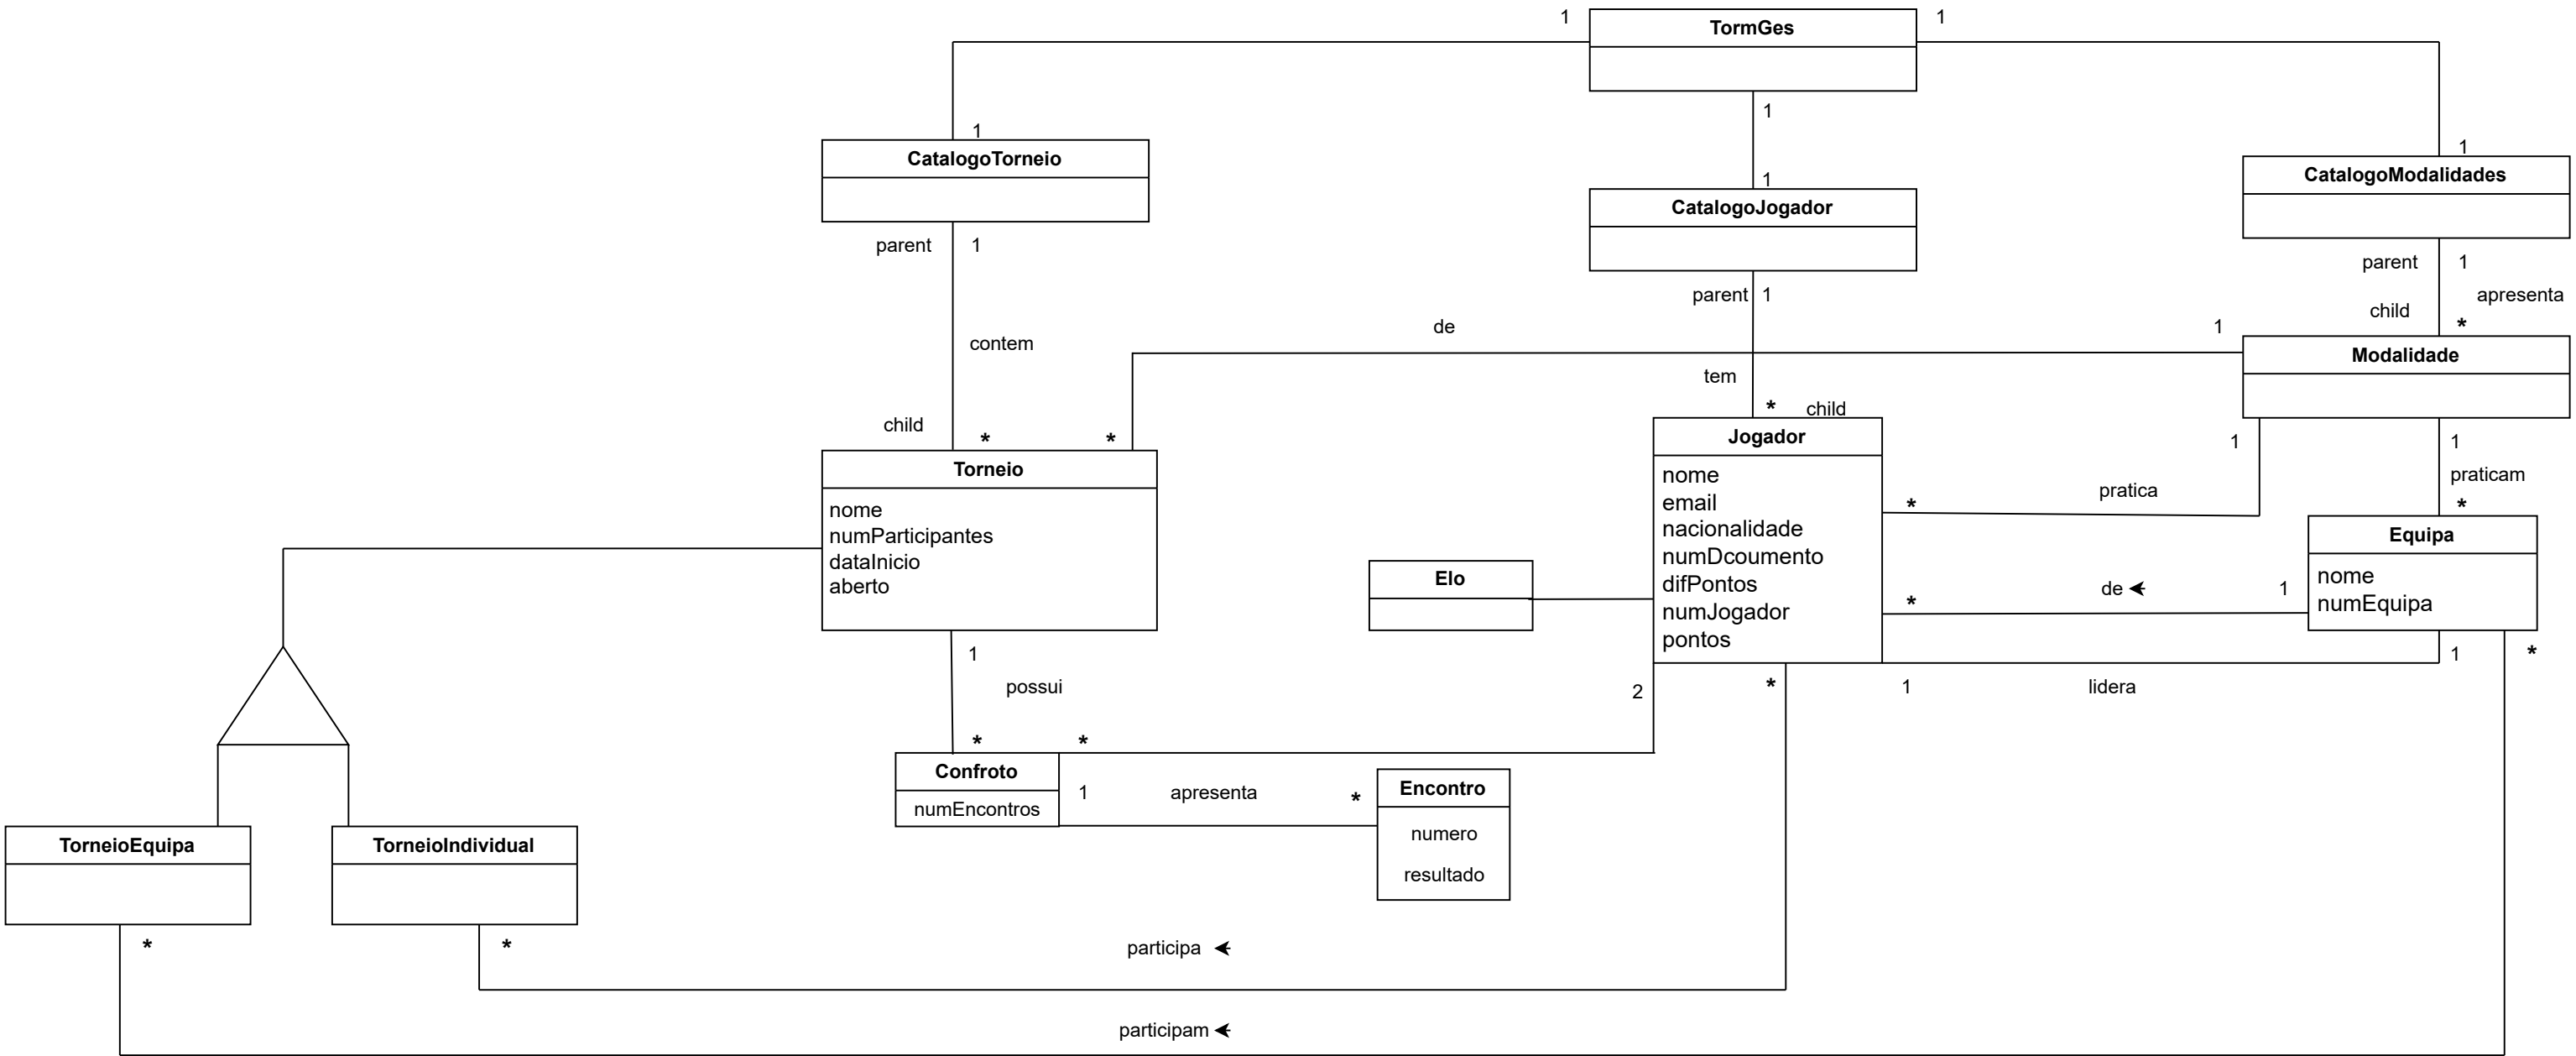 1
TormGes
1
1
1
CatalogoTorneio
1
CatalogoJogador
1
CatalogoModalidades
parent
1
contem
child
*
parent
1
tem
*
child
parent
1
apresenta
child
*
de
1
*
Modalidade
Torneio
nome
numParticipantes
dataInicio
aberto
Jogador
nome
email
nacionalidade
numDcoumento
difPontos
numJogador
pontos
1
pratica
*
1
praticam
*
Equipa
nome
numEquipa
Elo
*
de
1
1
possui
*
2
*
1
lidera
1
*
*
Confroto
numEncontros
1
apresenta
*
Encontro
numero
resultado
TorneioEquipa
TorneioIndividual
*
*
participa
participam